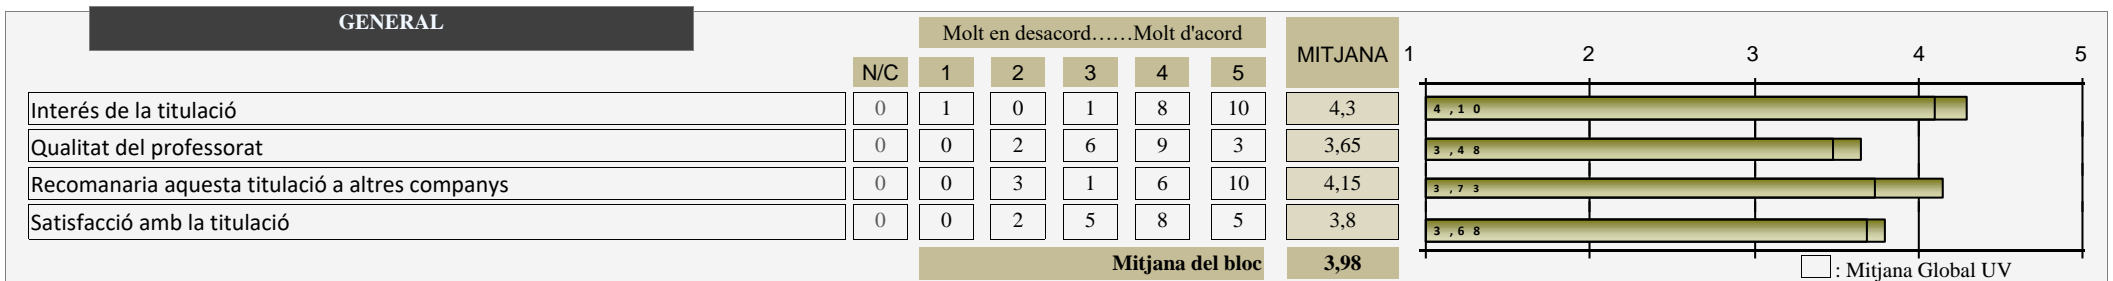 GENERAL
Molt en desacord……Molt d'acord
MITJANA
1 2 3 4 5
N/C 1 2 3 4 5
Interés de la titulació 0 1 0 1 8 10 4,3 4,10
Qualitat del professorat 0 0 2 6 9 3 3,65 3,48
Recomanaria aquesta titulació a altres companys 0 0 3 1 6 10 4,15 3,73
Satisfacció amb la titulació 0 0 2 5 8 5 3,8 3,68
Mitjana del bloc 3,98
: Mitjana Global UV